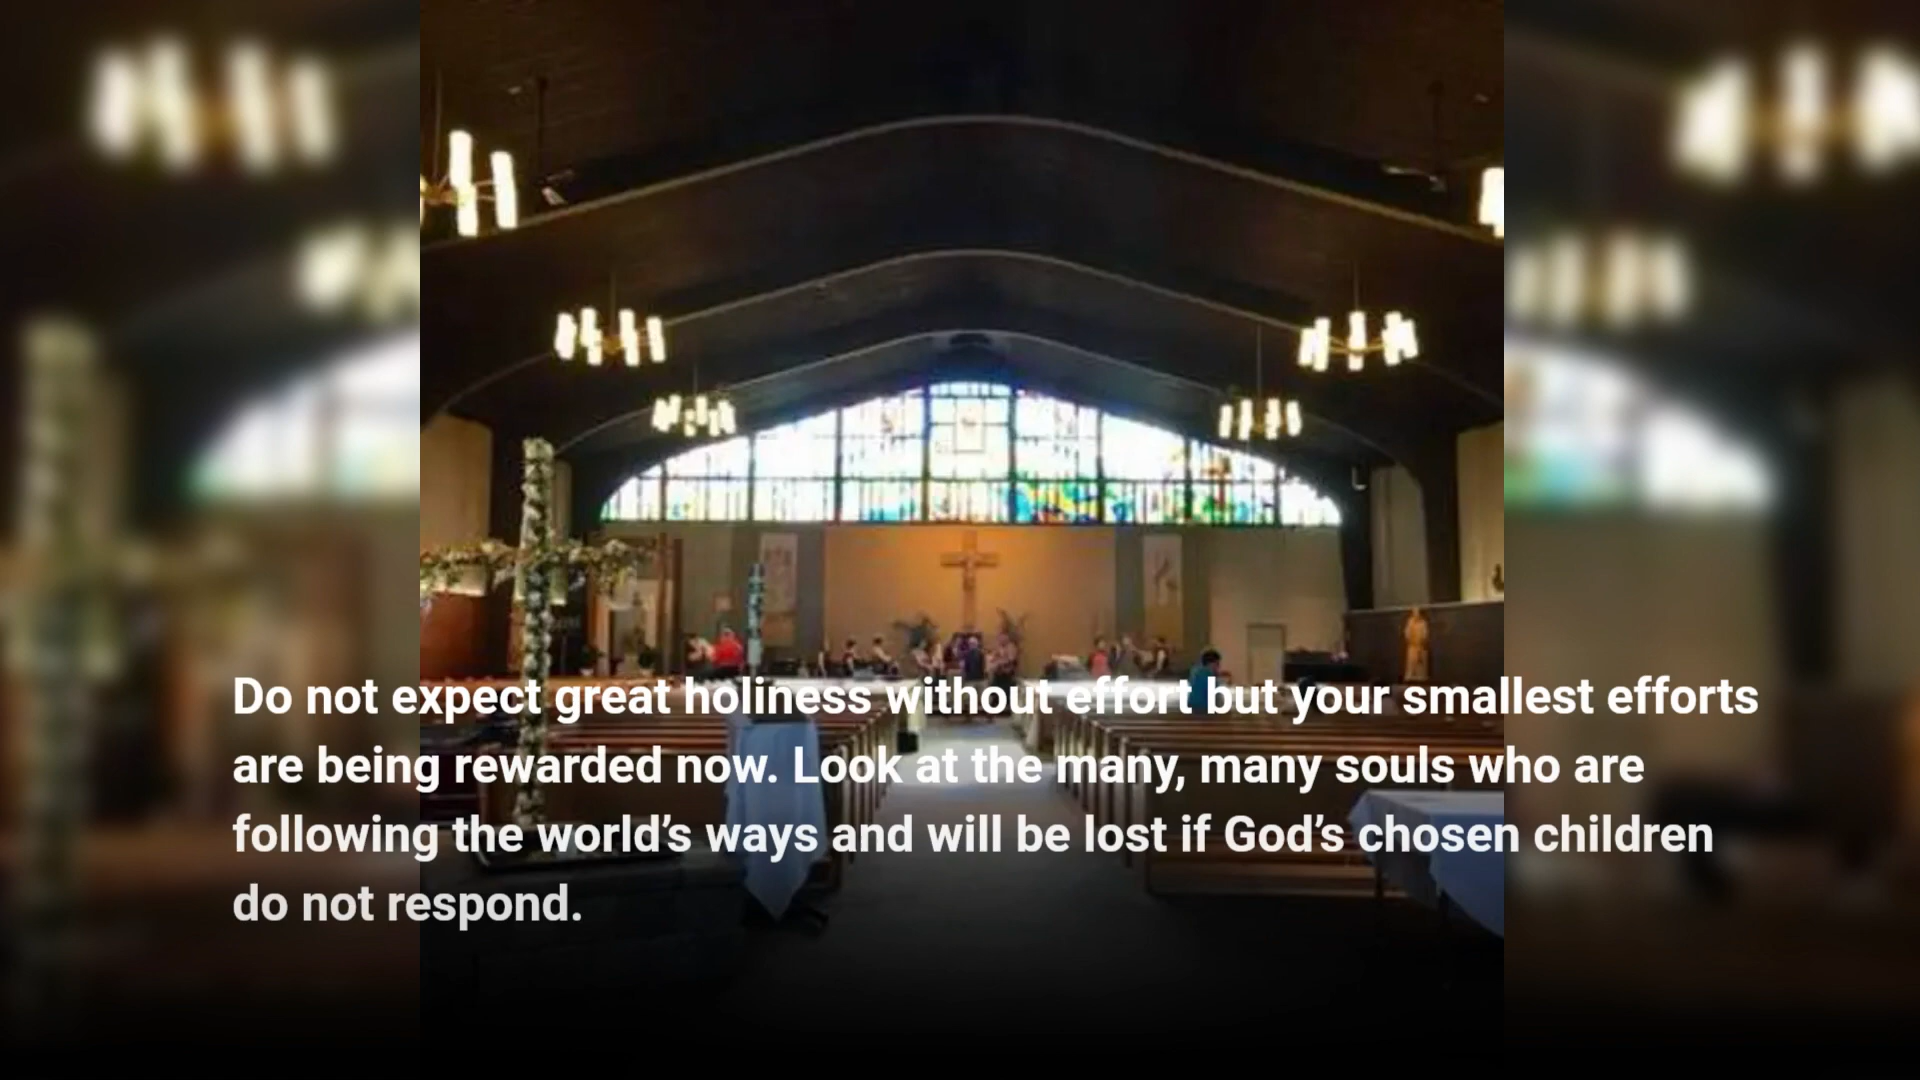 Do not expect great holiness without effort but your smallest efforts
are being rewarded now. Look at the many, many souls who are
following the world’s ways and will be lost if God’s chosen children
do not respond.